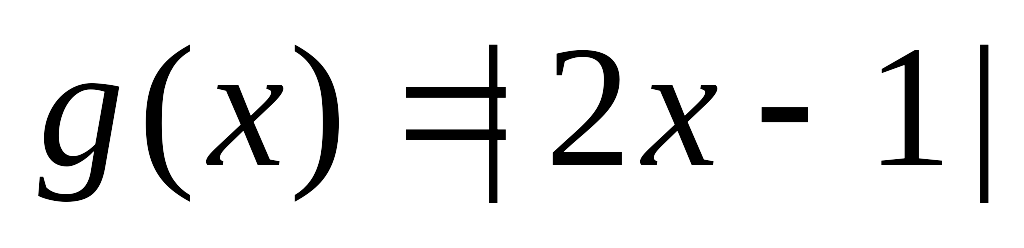 g(x) =| 2x - 1|